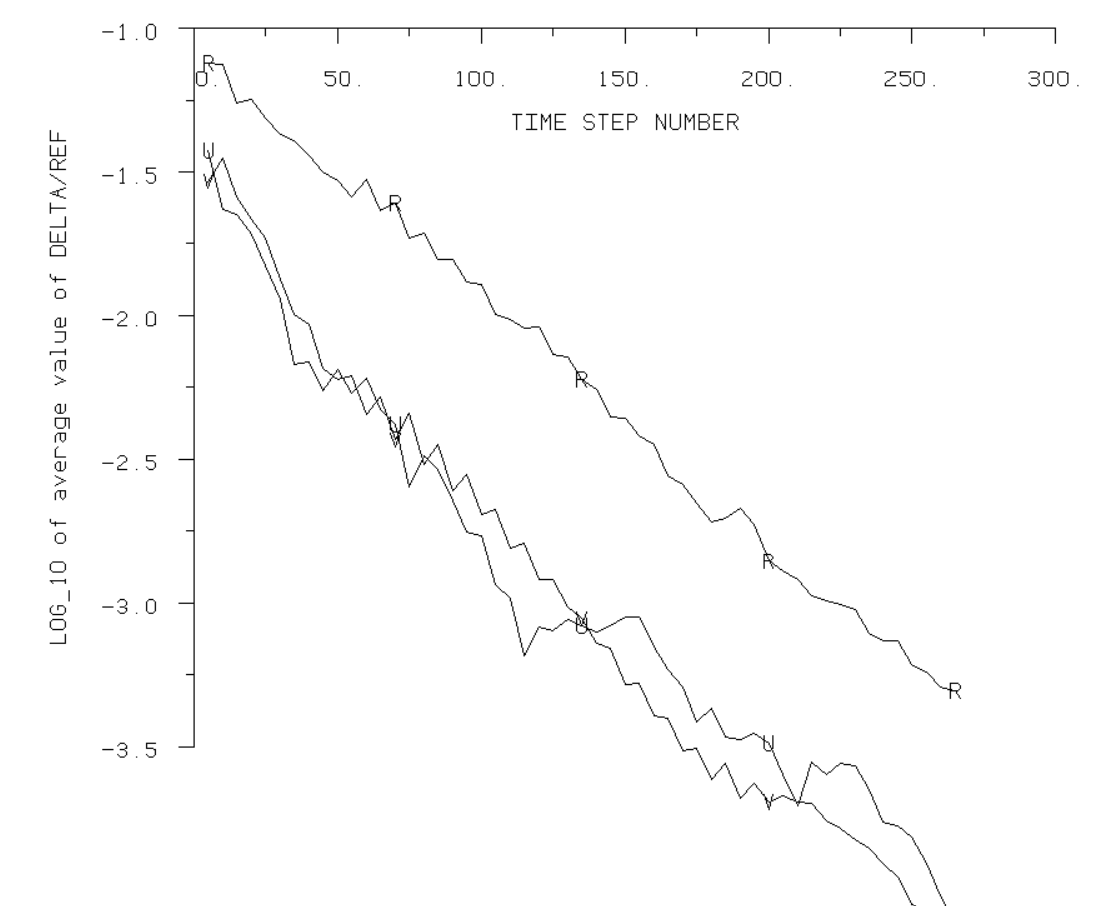 -1.0
R
0. 50. 100. 150. 200. 250. 300.
TIME STEP NUMBER
U
-1.5
V
R
-2.0
R
U
V
-2.5
R
-3.0
V
U
R
-3.5
U
V
LOG_10 of average value of DELTA/REF